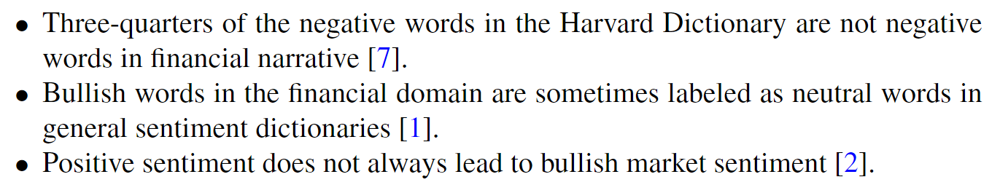 • Three-quarters of the negative words in the Harvard Dictionary are not negative
words in financial narrative [7].
• Bullish words in the financial domain are sometimes labeled as neutral words in
general sentiment dictionaries [1].
• Positive sentiment does not always lead to bullish market sentiment [2].